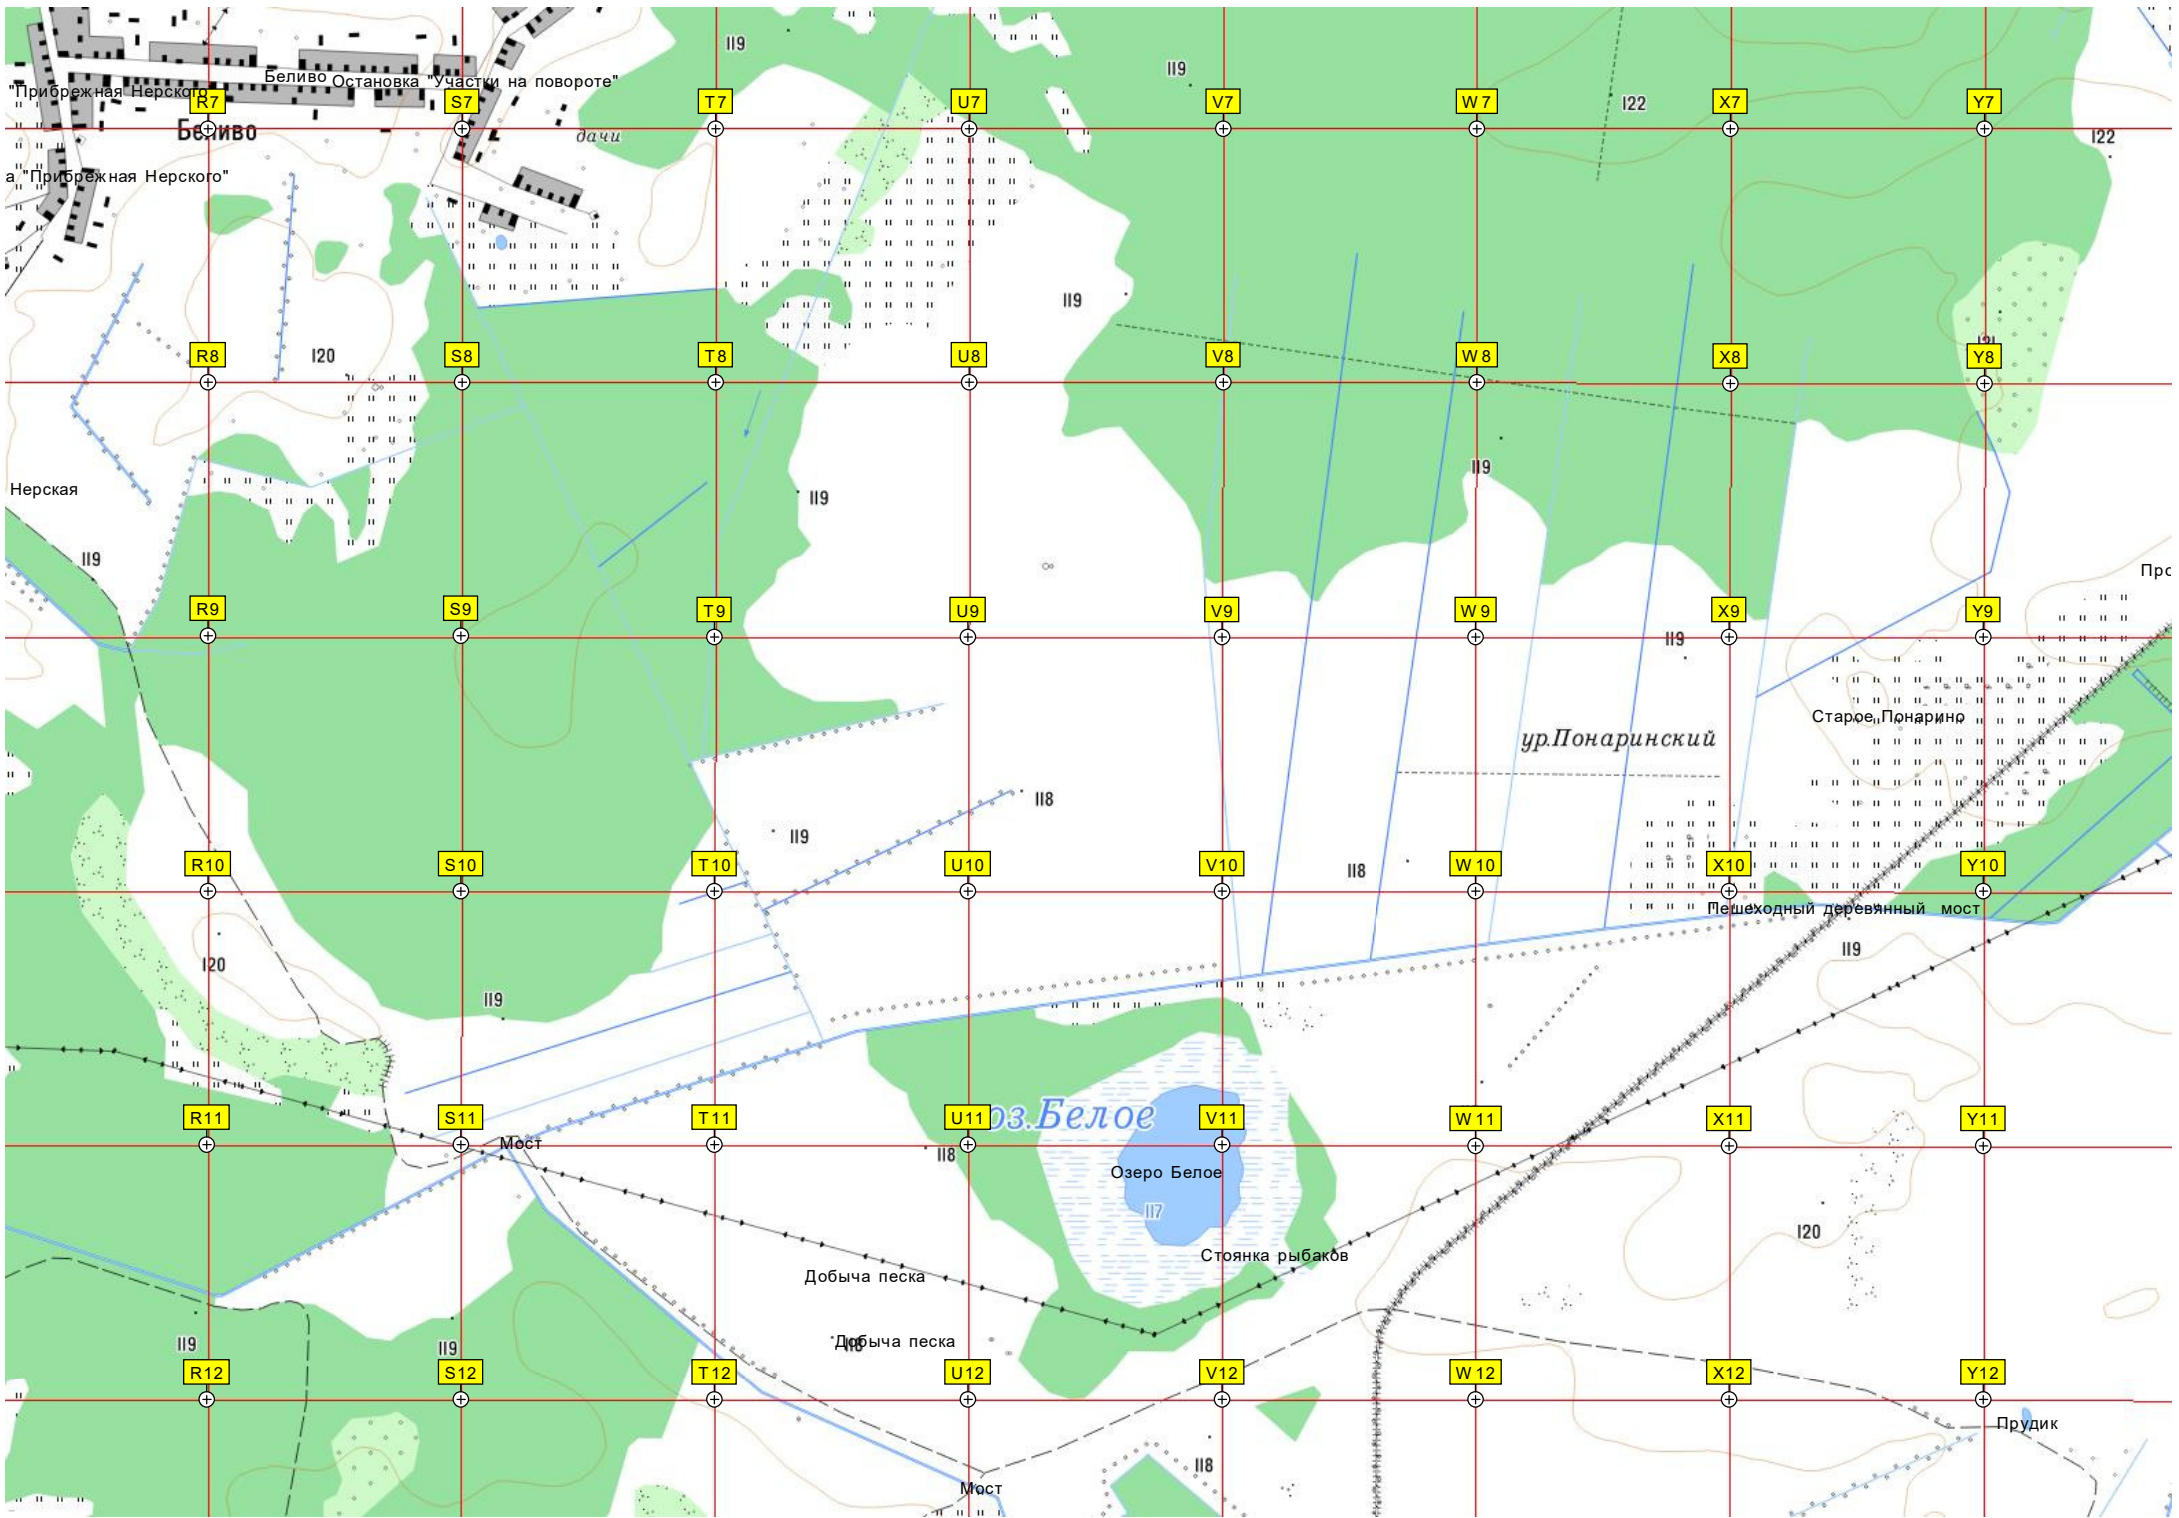 119
119
122
Беливо
Остановка "Участки на повороте"
"Прибрежная Нерского"
R7
S7
T7
U7
V7
W7
X7
Y7
Беливо
дачи
122
а "Прибрежная Нерского"
119
120
R8
S8
T8
U8
V8
W8
X8
Y8
119
Нерская
119
119
Про
R9
S9
T9
U9
V9
W9
X9
Y9
119
Старое Понарино
ур.Понаринский
118
119
R10
S10
T10
U10
V10
W10
X10
Y10
118
Пешеходный деревянный мост
119
120
119
R11
S11
T11
U11
оз.Белое
V11
W11
X11
Y11
Мост
118
Озеро Белое
117
120
Стоянка рыбаков
Добыча песка
Добыча песка
118
119
119
R12
S12
T12
U12
V12
W12
X12
Y12
Прудик
118
Мост